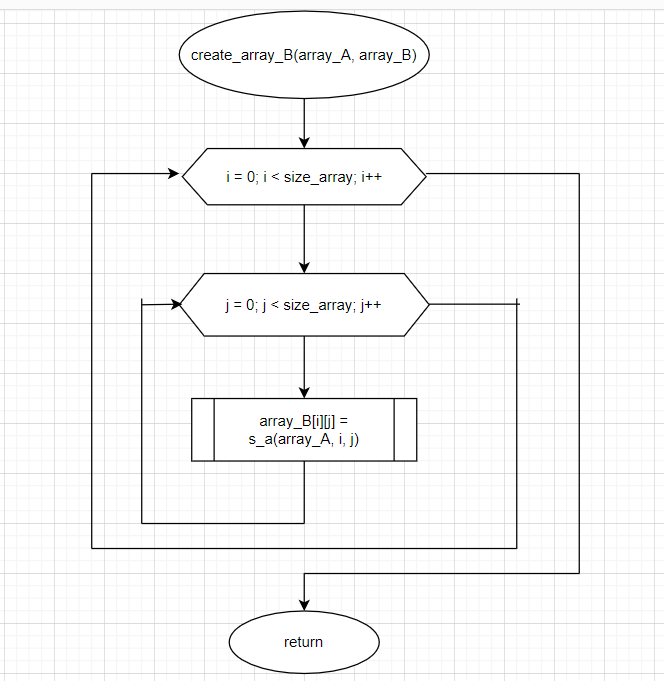 create_array_B(array_A, array_B)
i = 0; i < size_array; i++
j = 0; j < size_array; j++
array_B[i][j] =
s_a(array_A, i, j)
return